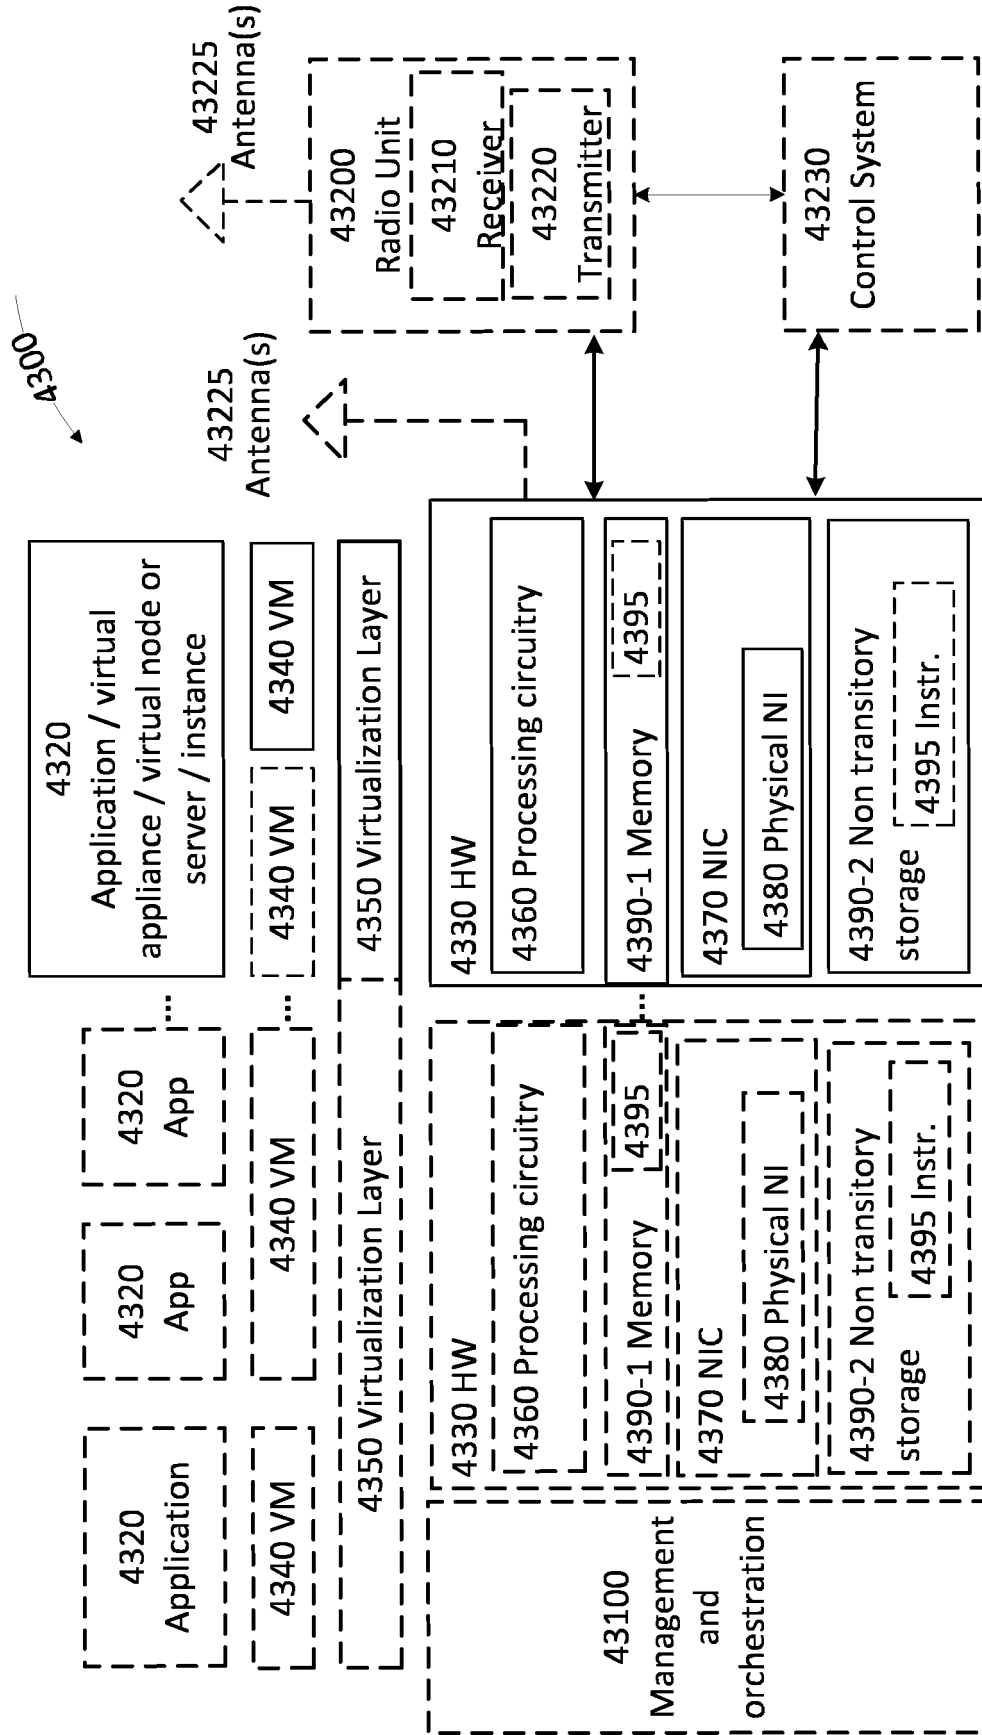 4300
4320
Application
4320
App
4320
App
...
4320
Application / virtual
appliance / virtual node or
server / instance
43225
Antenna(s)
43225
Antenna(s)
4340 VM
4340 VM
...
4340 VM
4340 VM
4350 Virtualization Layer
4350 Virtualization Layer
43100
Management
and
orchestration
4330 HW
4360 Processing circuitry
4390-1 Memory
4395
4370 NIC
4380 Physical NI
4390-2 Non transitory
storage
4395 Instr.
...
4330 HW
4360 Processing circuitry
4390-1 Memory
4395
4370 NIC
4380 Physical NI
4390-2 Non transitory
storage
4395 Instr.
43200
Radio Unit
43210
Receiver
43220
Transmitter
43230
Control System